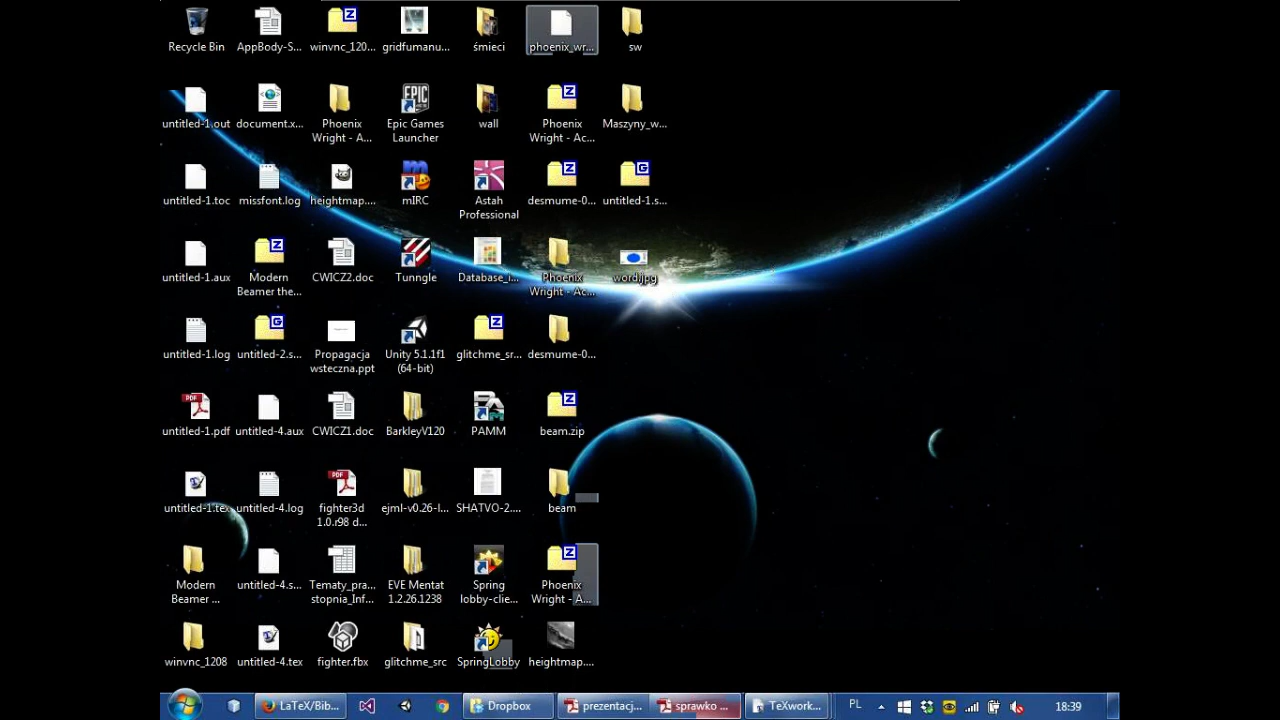 Recycle Bin
AppBody-S...
winvnc_120...
gridfumanu...
śmieci
phoenix_wr...
sw
untitled-1.out
document.x...
Phoenix
Wright - A...
Epic Games
Launcher
wall
Phoenix
Wright - Ac...
Maszyny_w...
untitled-1.toc
missfont.log
heightmap....
mIRC
Astah
Professional
desmume-0...
untitled-1.s...
untitled-1.aux
Modern
Beamer the...
CWICZ2.doc
Tunngle
Database_i...
Phoenix
Wright - Ac...
word.jpg
untitled-1.log
untitled-2.s...
Propagacja
wsteczna.ppt
Unity 5.1.1f1
(64-bit)
glitchme_sr...
desmume-0...
untitled-1.pdf
untitled-4.aux
CWICZ1.doc
BarkleyV120
PAMM
beam.zip
untitled-1.tex
untitled-4.log
fighter3d
1.0.r98 d...
ejml-v0.26-l...
SHATVO-2....
beam
Modern
Beamer ...
untitled-4.s...
Tematy_pra...
stopnia_Inf...
EVE Mentat
1.2.26.1238
Spring
lobby-clie...
Phoenix
Wright - A...
winvnc_1208
untitled-4.tex
fighter.fbx
glitchme_src
SpringLobby
heightmap....
LaTeX/Bib...
Dropbox
prezentacj...
sprawko ...
TeXwork...
PL
18:39